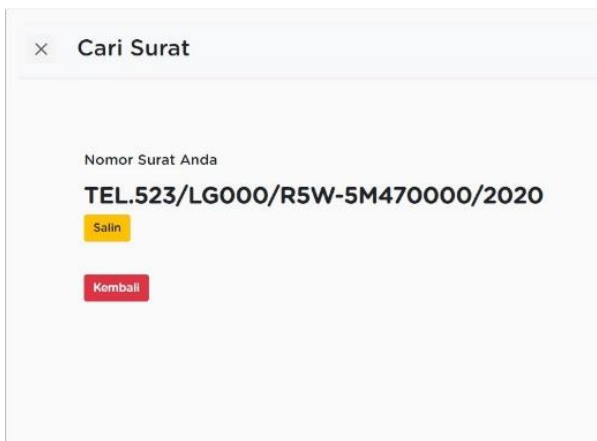 × Cari Surat
Nomor Surat Anda
TEL.523/LG000/R5W-5M470000/2020
Salin
Kembali